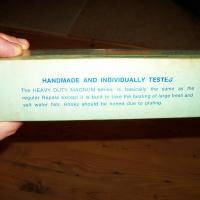 HANDMADE AND INDIVIDUALLY TESTED
The HEAVY DUTY MAGNUM series is basically the same as the
regular Rapala except it is built to take the beating of large fresh and
salt water fish. Hooks should be honed due to plating.